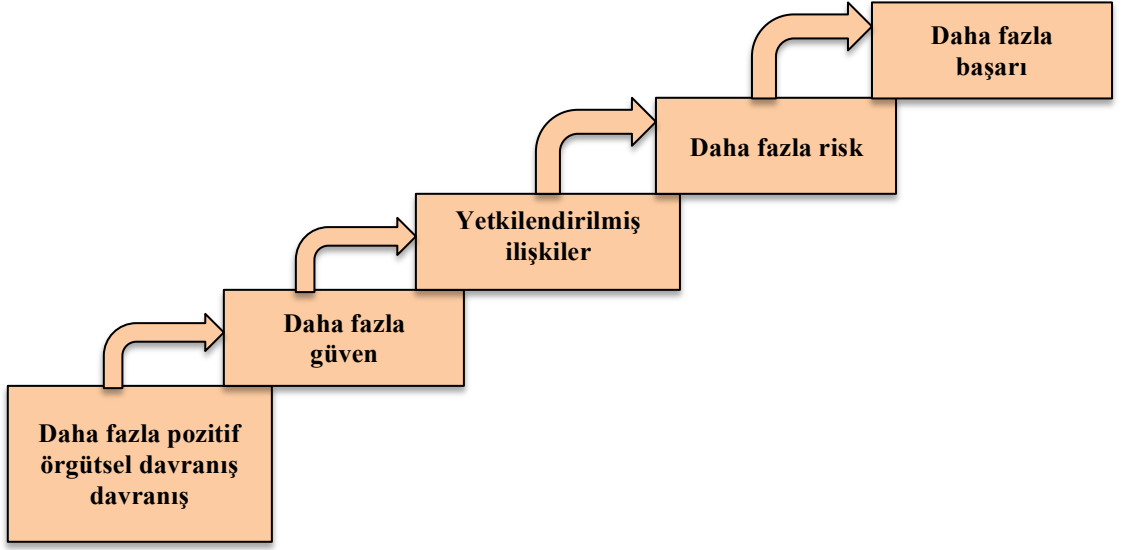 Daha fazla
başarı
Daha fazla risk
Yetkilendirilmiş
ilişkiler
Daha fazla
güven
Daha fazla pozitif
örgütsel davranış
davranış